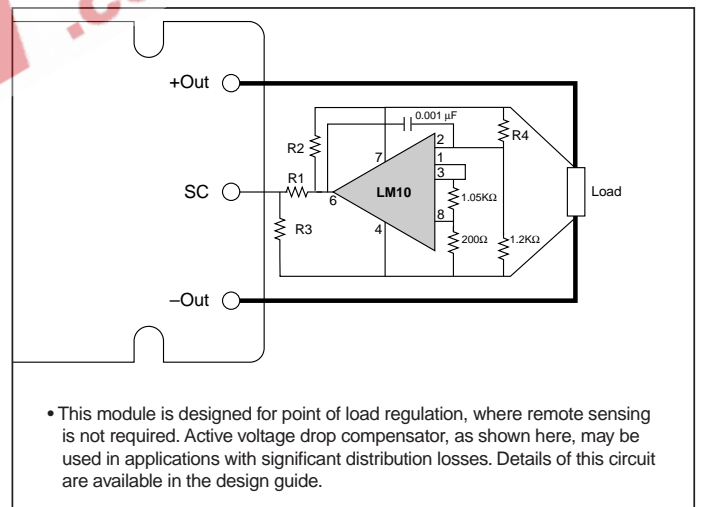 .co
+Out
0.001 µF
R4
R2
2
7
1
3
R1
SC
LM10
Load
6
1.05KΩ
8
R3
4
200Ω
1.2KΩ
–Out
• This module is designed for point of load regulation, where remote sensing
is not required. Active voltage drop compensator, as shown here, may be
used in applications with significant distribution losses. Details of this circuit
are available in the design guide.